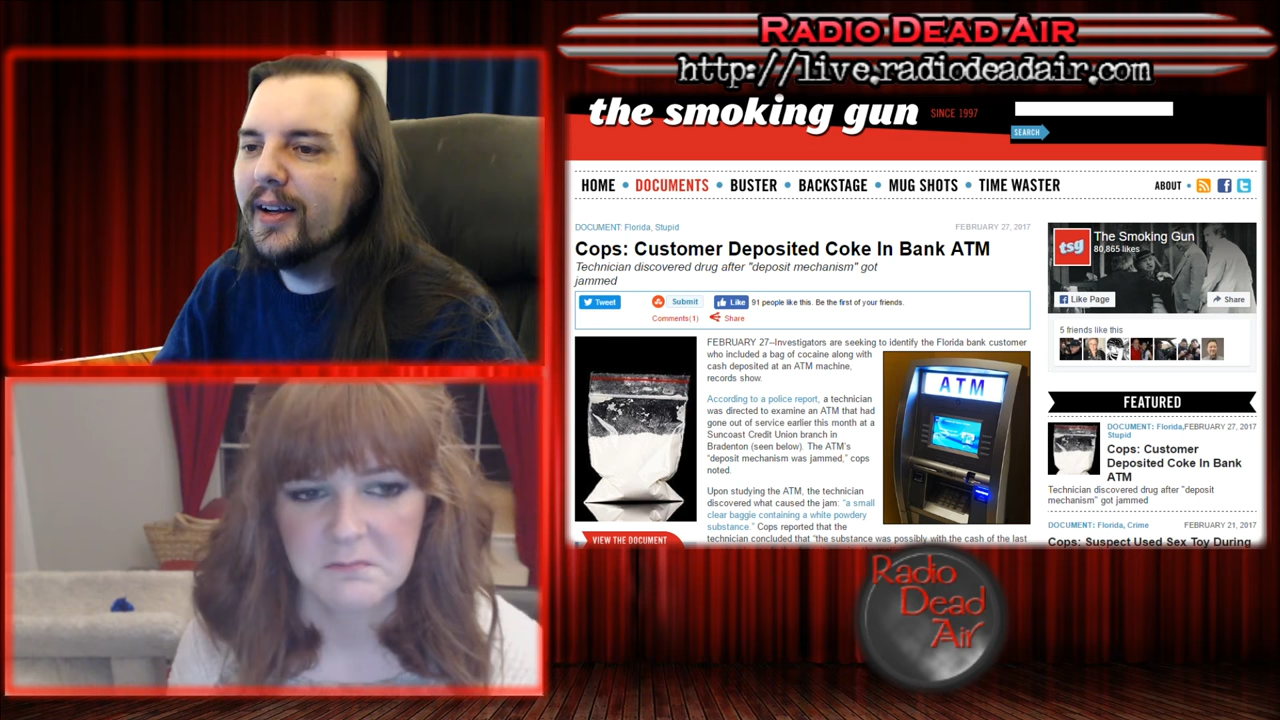 RADIO DEAD AIR
http://live.radiodeadair.com
the smoking gun SINCE 1997
SEARCH
HOME • DOCUMENTS • BUSTER • BACKSTAGE • MUG SHOTS • TIME WASTER
ABOUT •
DOCUMENT: Florida, Stupid
FEBRUARY 27, 2017
Cops: Customer Deposited Coke In Bank ATM
Technician discovered drug after "deposit mechanism" got
jammed
Tweet
Submit
Like
91 people like this. Be the first of your friends.
Comments(1)
Share
FEBRUARY 27--Investigators are seeking to identify the Florida bank customer
who included a bag of cocaine along with
cash deposited at an ATM machine,
records show.
According to a police report, a technician
was directed to examine an ATM that had
gone out of service earlier this month at a
Suncoast Credit Union branch in
Bradenton (seen below). The ATM's
"deposit mechanism was jammed," cops
noted.
Upon studying the ATM, the technician
discovered what caused the jam: "a small
clear baggie containing a white powdery
substance." Cops reported that the
technician concluded that "the substance was possibly with the cash of the last
VIEW THE DOCUMENT
ATM
tsg
The Smoking Gun
80,865 likes
Like Page
Share
5 friends like this
FEATURED
DOCUMENT: Florida, FEBRUARY 27, 2017
Stupid
Cops: Customer
Deposited Coke In Bank
ATM
Technician discovered drug after "deposit
mechanism" got jammed
DOCUMENT: Florida, Crime
FEBRUARY 21, 2017
Cops: Suspect Used Sex Toy During
Radio
Dead
Air